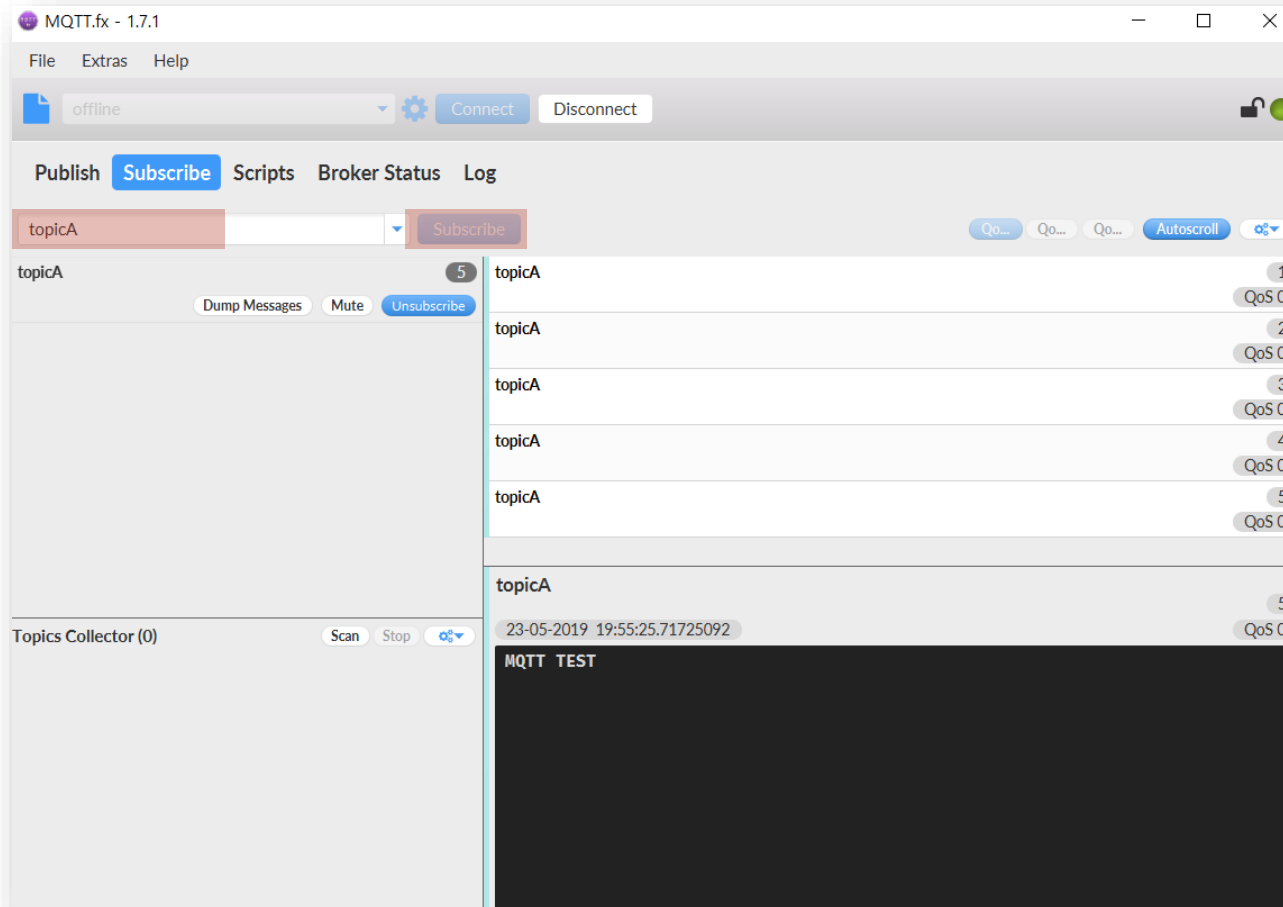 MQTT.fx - 1.7.1
File Extras Help
offline Connect Disconnect
Publish Subscribe Scripts Broker Status Log
topicA Subscribe Qo... Qo... Qo... Autoscroll
topicA 5
Dump Messages Mute Unsubscribe
topicA 1
QoS 0
topicA 2
QoS 0
topicA 3
QoS 0
topicA 4
QoS 0
topicA 5
QoS 0
topicA 5
23-05-2019 19:55:25.71725092 QoS 0
MQTT TEST
Topics Collector (0) Scan Stop